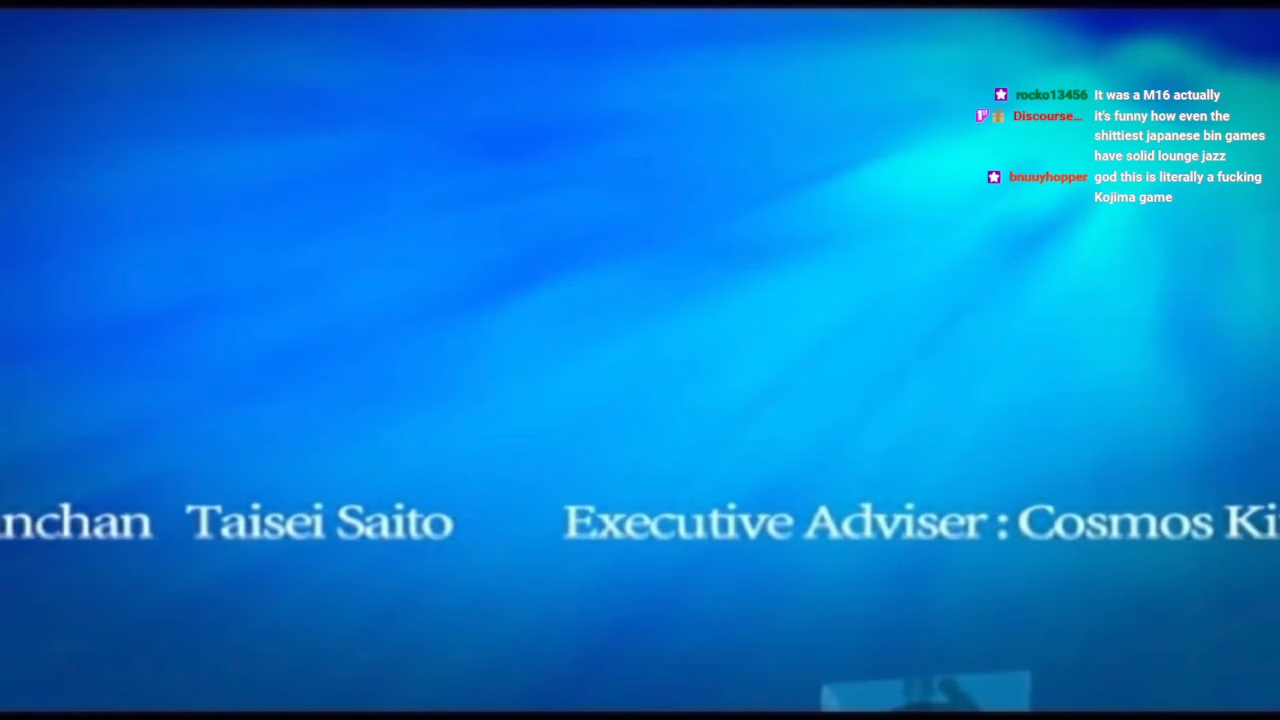 rocko13456 It was a M16 actually
Discourse... it's funny how even the
shittiest japanese bin games
have solid lounge jazz
bnuuyhopper god this is literally a fucking
Kojima game
nchan Taisei Saito Executive Adviser : Cosmos Ki